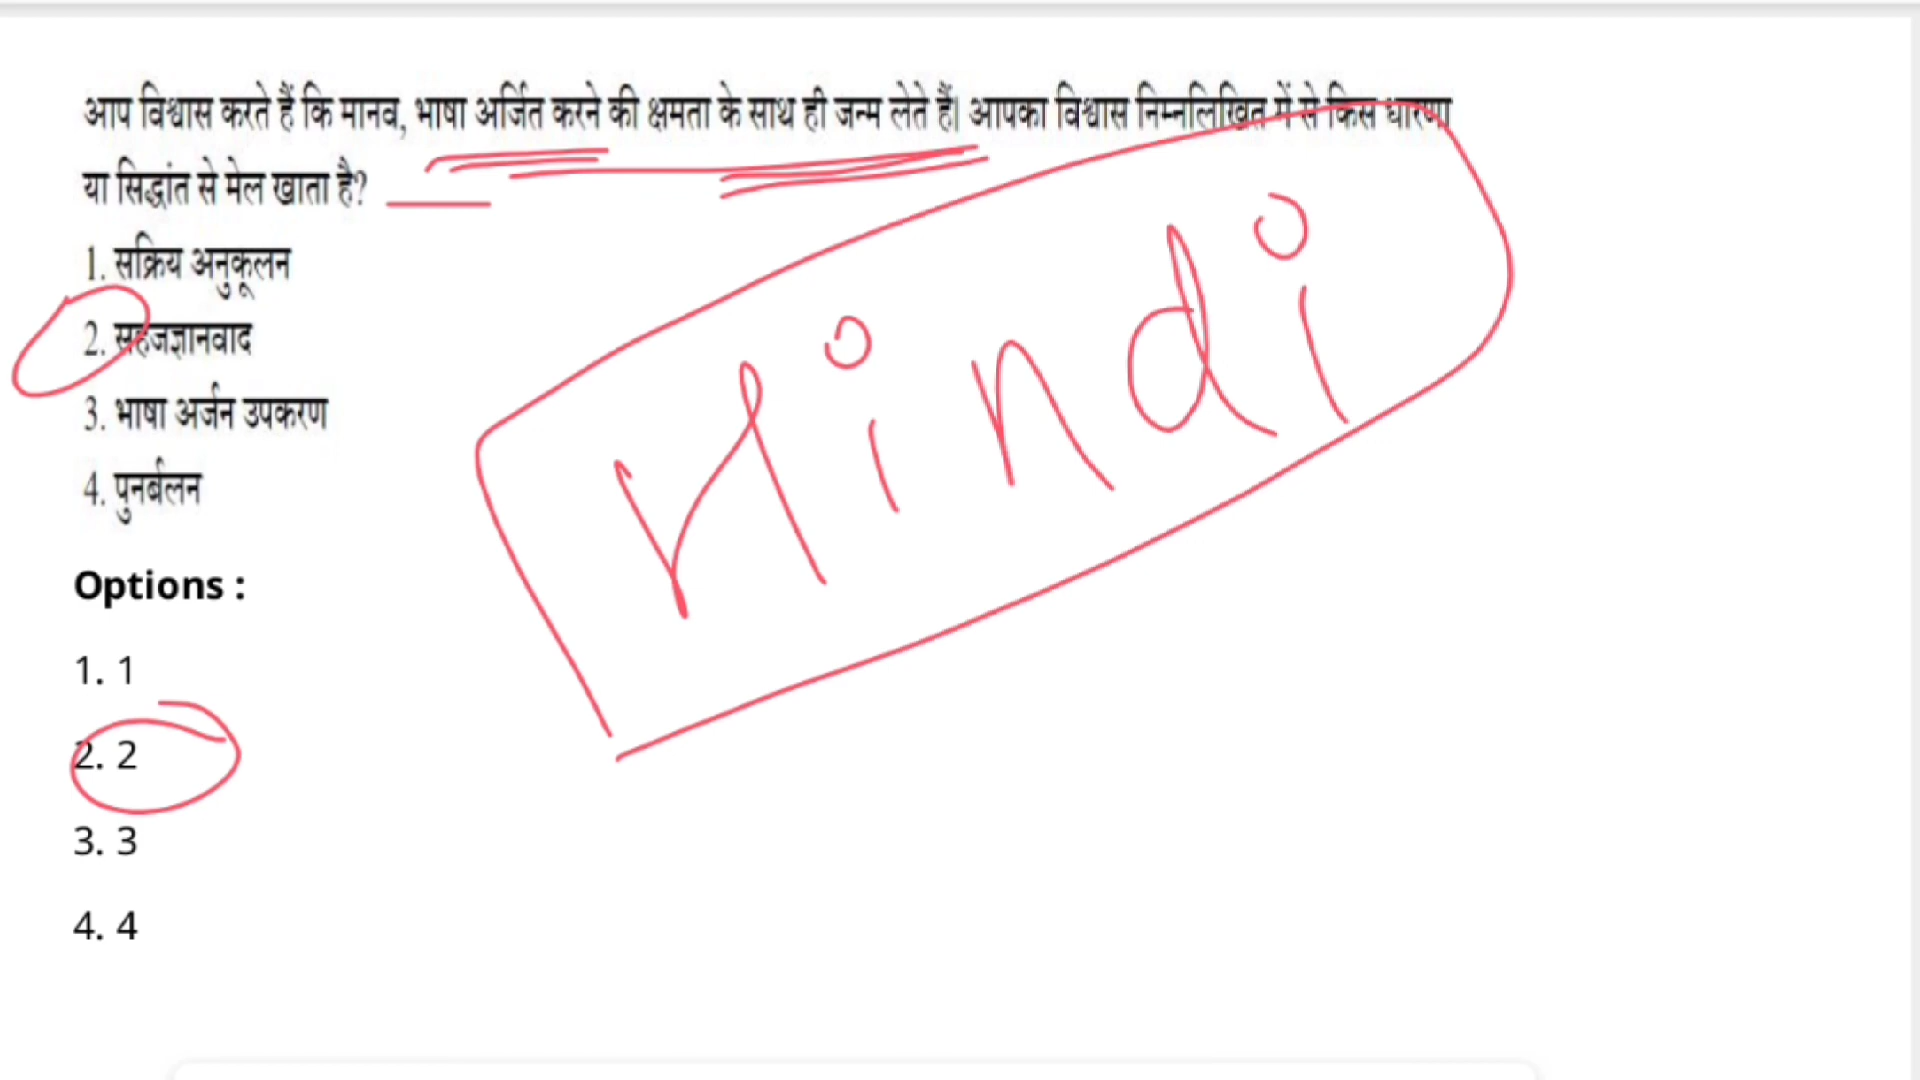 आप विश्वास करते हैं कि मानव, भाषा अर्जित करने की क्षमता के साथ ही जन्म लेते हैं। आपका विश्वास निम्नलिखित में से किस धारणा
या सिद्धांत से मेल खाता है?
1. सक्रिय अनुकूलन
2. सहजज्ञानवाद
3. भाषा अर्जन उपकरण
4. पुनर्बलन
Hindi
Options :
1. 1
2. 2
3. 3
4. 4